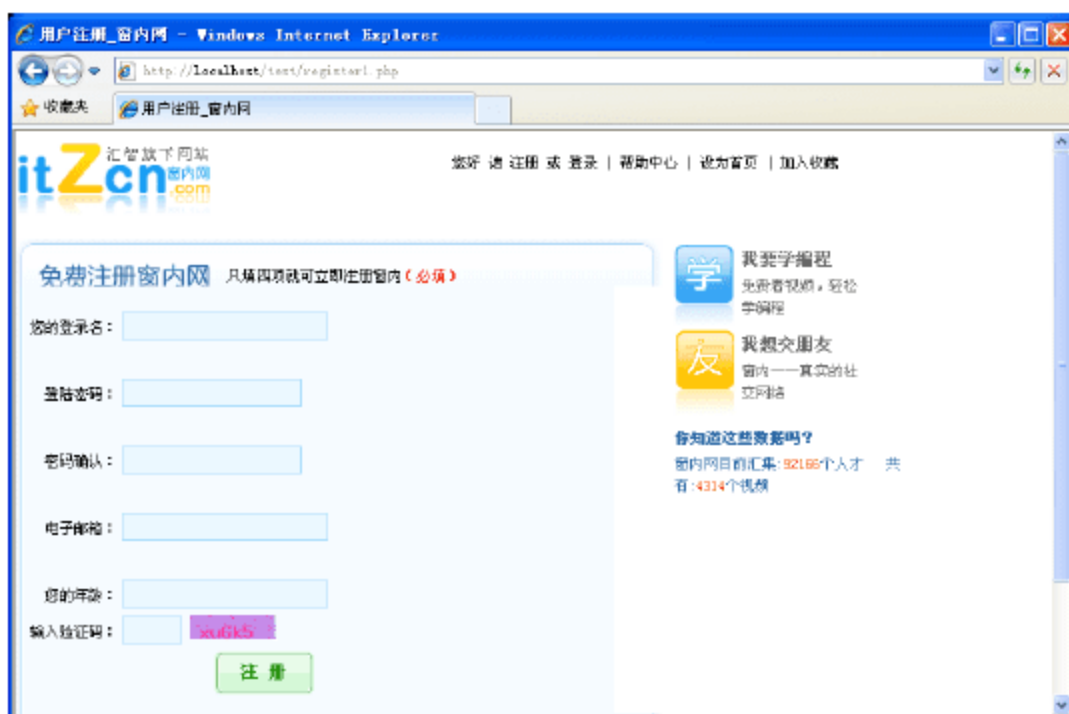 用户注册_窗内网 - Windows Internet Explorer
http://localhost/test/register1.php
收藏夹 用户注册_窗内网
汇智旗下网站
itZcn 窗内网 .com
您好 请 注册 或 登录 | 帮助中心 | 设为首页 | 加入收藏
免费注册窗内网 只填四项就可立即注册窗内(必填)
您的登录名:
登陆密码:
密码确认:
电子邮箱:
您的年龄:
输入验证码: xu6k5
注 册
学 我要学编程
免费看视频,轻松
学编程
友 我想交朋友
窗内——真实的社
交网络
你知道这些数据吗?
窗内网目前汇集:92166个人才 共
有:4314个视频